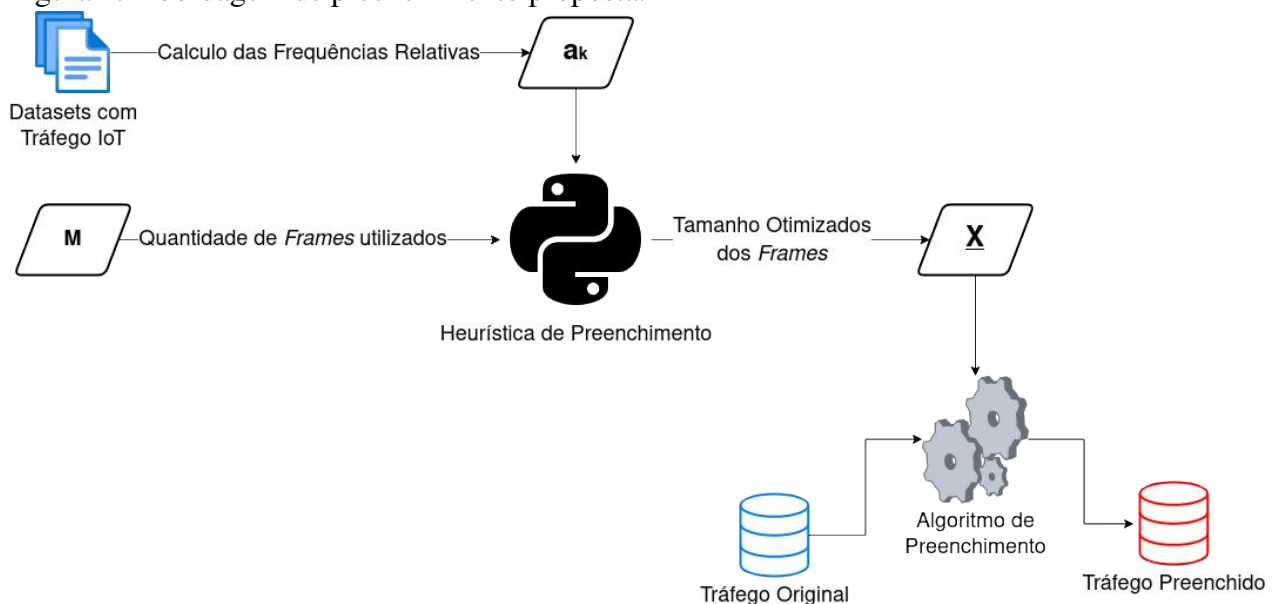 Calculo das Frequências Relativas
ak
Datasets com
Tráfego IoT
M
Quantidade de Frames utilizados
Tamanho Otimizados
dos Frames
X
Heurística de Preenchimento
Algoritmo de
Preenchimento
Tráfego Original
Tráfego Preenchido